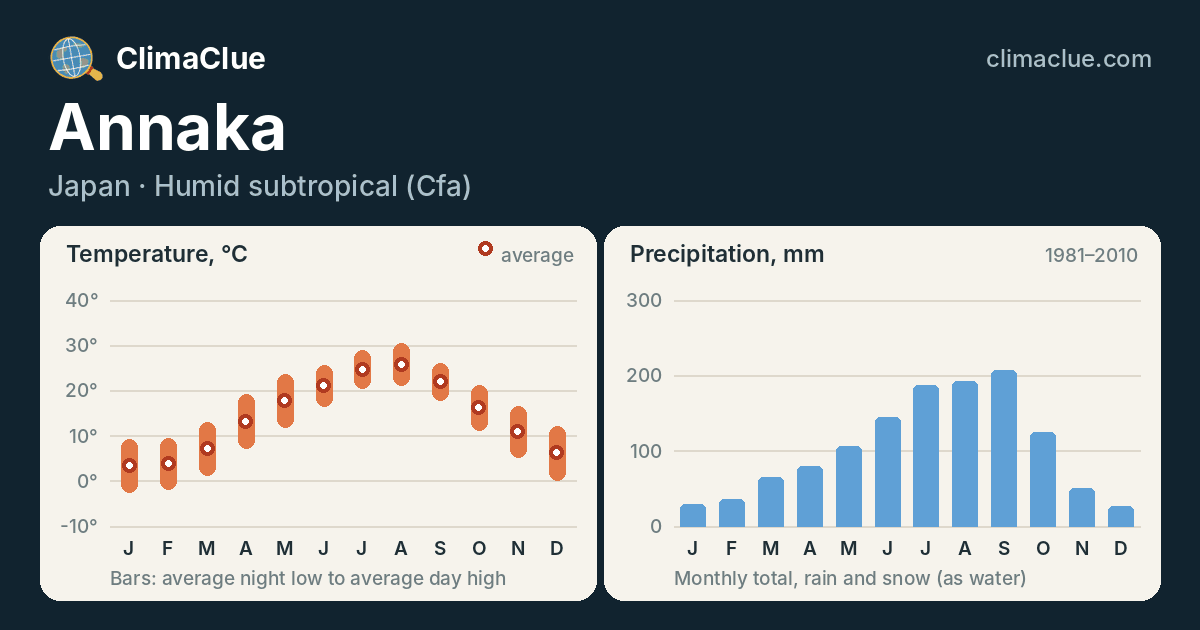 ClimaClue
climaclue.com
Annaka
Japan · Humid subtropical (Cfa)
Temperature, °C
average
40°
30°
20°
10°
0°
-10°
J F M A M J J A S O N D
Bars: average night low to average day high
Precipitation, mm
1981–2010
300
200
100
0
J F M A M J J A S O N D
Monthly total, rain and snow (as water)